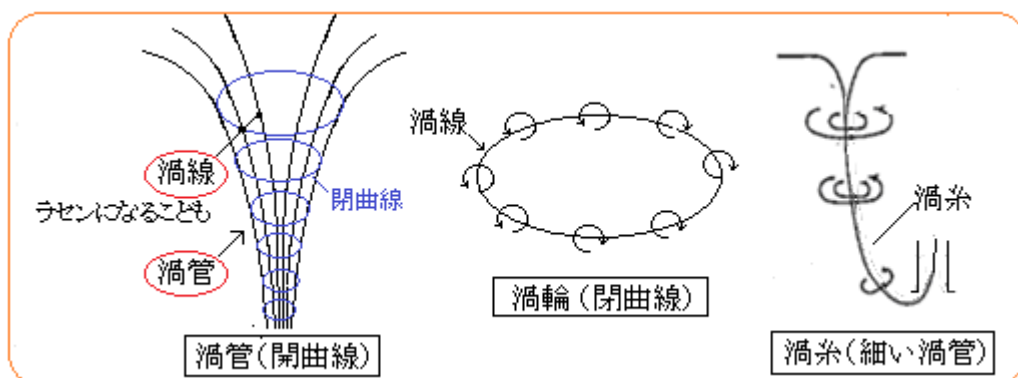 渦線
閉曲線
ラセンになることも
渦管
渦管(開曲線)
渦線
渦輪(閉曲線)
渦糸
渦糸(細い渦管)